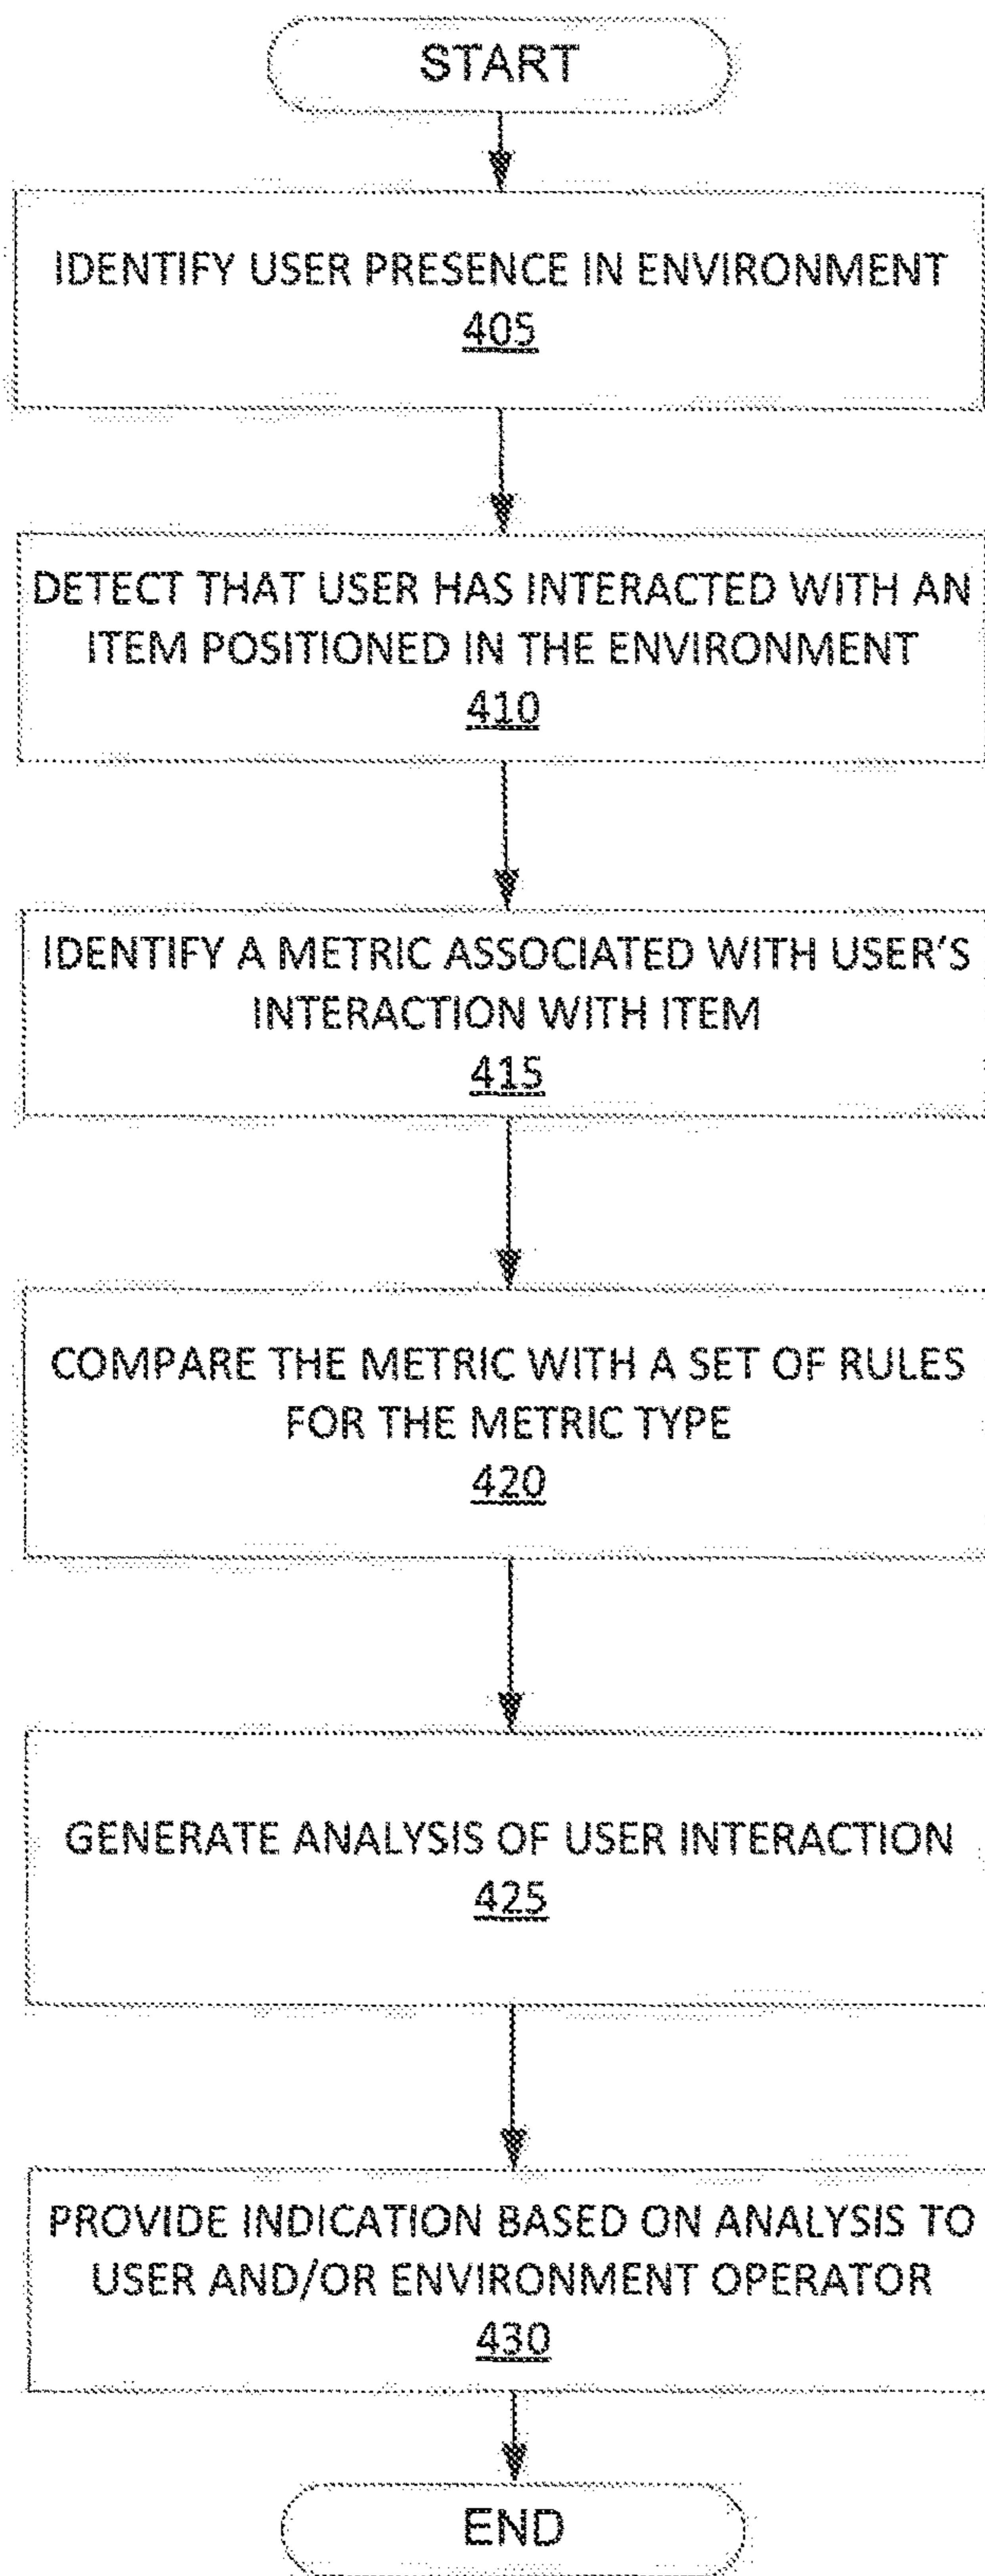 START
IDENTIFY USER PRESENCE IN ENVIRONMENT
405
DETECT THAT USER HAS INTERACTED WITH AN
ITEM POSITIONED IN THE ENVIRONMENT
410
IDENTIFY A METRIC ASSOCIATED WITH USER'S
INTERACTION WITH ITEM
415
COMPARE THE METRIC WITH A SET OF RULES
FOR THE METRIC TYPE
420
GENERATE ANALYSIS OF USER INTERACTION
425
PROVIDE INDICATION BASED ON ANALYSIS TO
USER AND/OR ENVIRONMENT OPERATOR
430
END